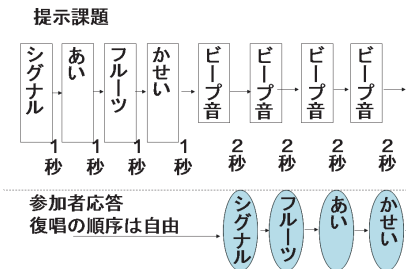 提示課題
シグナル
あい
フルーツ
かせい
ビープ音
ビープ音
ビープ音
ビープ音
1秒
1秒
1秒
1秒
2秒
2秒
2秒
2秒
参加者応答
復唱の順序は自由
シグナル
フルーツ
あい
かせい